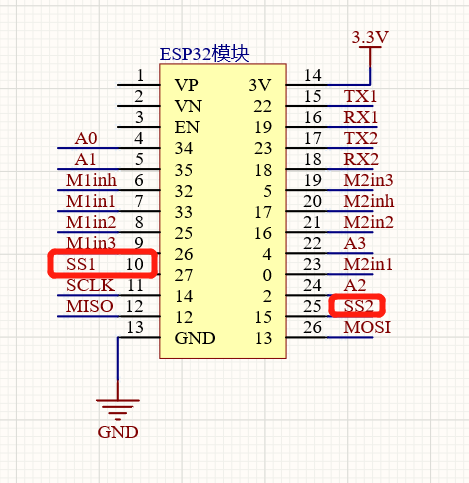 3.3V
ESP32模块
1 VP 3V 14
2 VN 22 15 TX1
3 EN 19 16 RX1
A0 4 34 23 17 TX2
A1 5 35 18 18 RX2
M1inh 6 32 5 19 M2in3
M1in1 7 33 17 20 M2inh
M1in2 8 25 16 21 M2in2
M1in3 9 26 4 22 A3
SS1 10 27 0 23 M2in1
SCLK 11 14 2 24 A2
MISO 12 12 15 25 SS2
13 GND 13 26 MOSI
GND